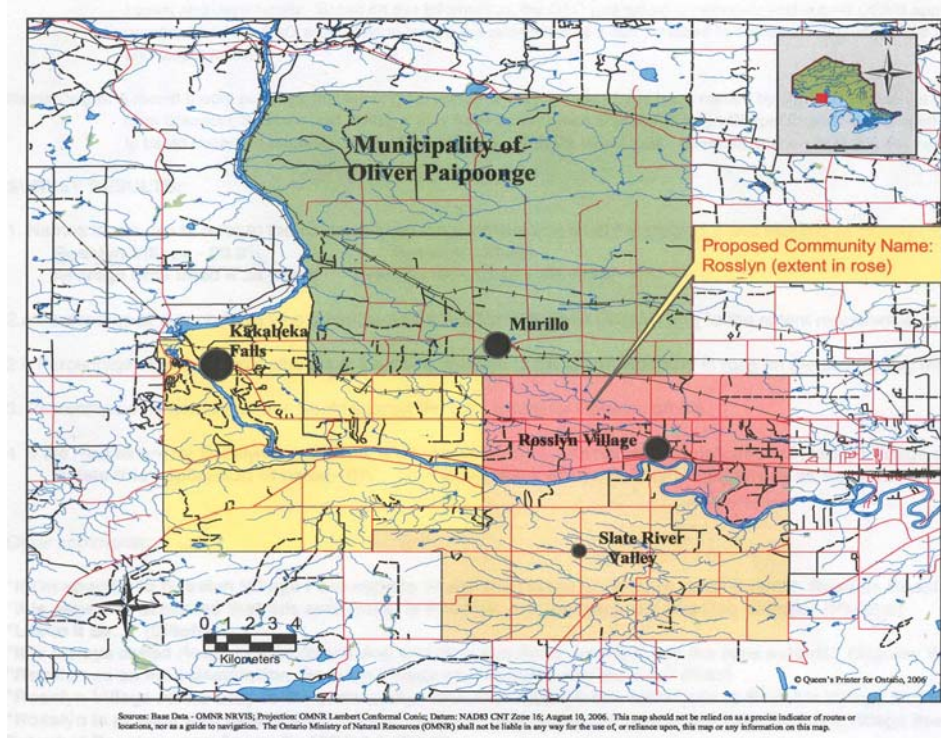 N
Municipality of
Oliver Paipoonge
Proposed Community Name:
Rosslyn (extent in rose)
Murillo
Kakabeka
Falls
Rosslyn Village
Slate River
Valley
N
0 1 2 3 4
Kilometers
© Queen's Printer for Ontario, 2006
Sources: Base Data - OMNR NRVIS; Projection: OMNR Lambert Conformal Conic; Datum: NAD83 CNT Zone 16; August 10, 2006. This map should not be relied on as a precise indicator of routes or
locations, nor as a guide to navigation. The Ontario Ministry of Natural Resources (OMNR) shall not be liable in any way for the use of, or reliance upon, this map or any information on this map.